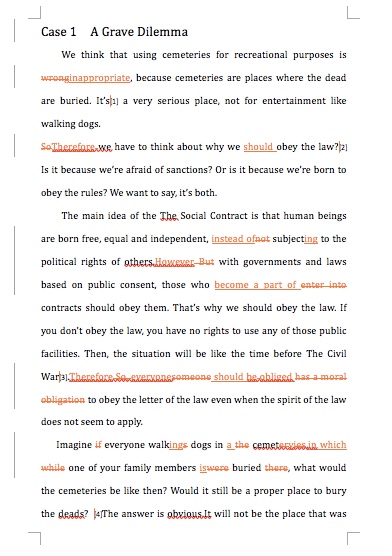 Case 1    A Grave Dilemma
We think that using cemeteries for recreational purposes is
wronginappropriate, because cemeteries are places where the dead
are buried. It's[1] a very serious place, not for entertainment like
walking dogs.
SoTherefore,we have to think about why we should obey the law?[2]
Is it because we're afraid of sanctions? Or is it because we're born to
obey the rules? We want to say, it's both.
The main idea of the The Social Contract is that human beings
are born free, equal and independent, instead ofnot subjecting to the
political rights of others.However, But with governments and laws
based on public consent, those who become a part of enter into
contracts should obey them. That's why we should obey the law. If
you don't obey the law, you have no rights to use any of those public
facilities. Then, the situation will be like the time before The Civil
War[3].Therefore, So, everyonesomeone should be obliged has a moral
obligation to obey the letter of the law even when the spirit of the law
does not seem to apply.
Imagine if everyone walkings dogs in a the cemeteryies in which
while one of your family members iswere buried there, what would
the cemeteries be like then? Would it still be a proper place to bury
the deads? [4]The answer is obvious.It will not be the place that was